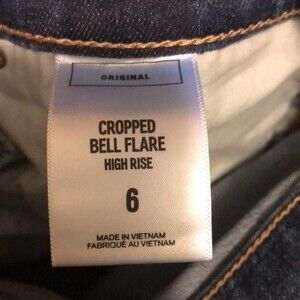 ORIGINAL
CROPPED
BELL FLARE
HIGH RISE
6
MADE IN VIETNAM
FABRIQUÉ AU VIETNAM